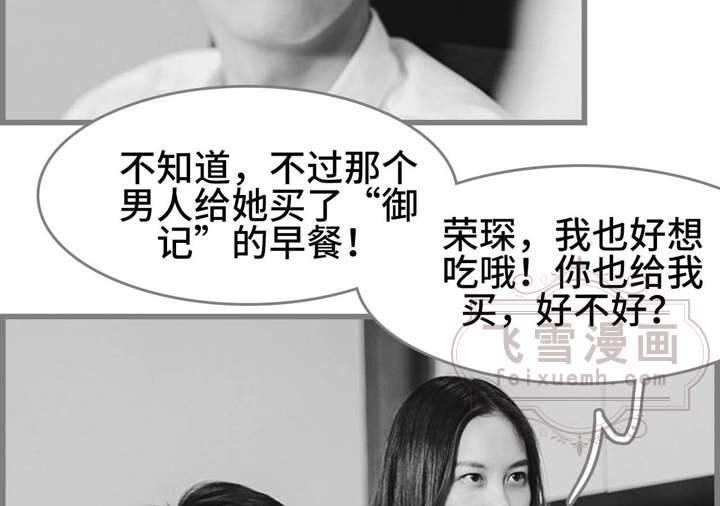 不知道，不过那个
男人给她买了“御
记”的早餐！
荣琛，我也好想
吃哦！你也给我
买，好不好？
飞雪漫画
feixuemh.com